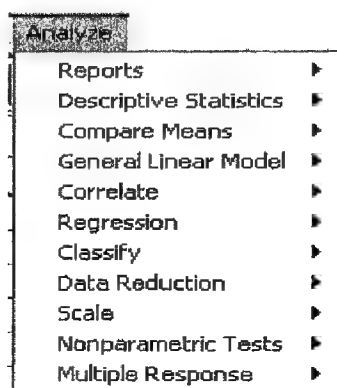 Analyze
Reports
Descriptive Statistics
Compare Means
General Linear Model
Correlate
Regression
Classify
Data Reduction
Scale
Nonparametric Tests
Multiple Response